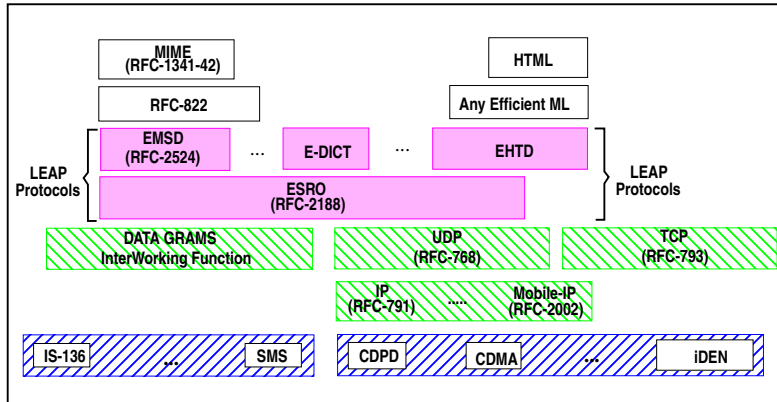 MIME
(RFC-1341-42)
HTML
RFC-822
Any Efficient ML
LEAP
Protocols
EMSD
(RFC-2524)
...
E-DICT
...
EHTD
LEAP
Protocols
ESRO
(RFC-2188)
DATA GRAMS
InterWorking Function
UDP
(RFC-768)
TCP
(RFC-793)
IP
(RFC-791)
.....
Mobile-IP
(RFC-2002)
IS-136
...
SMS
CDPD
CDMA
...
iDEN